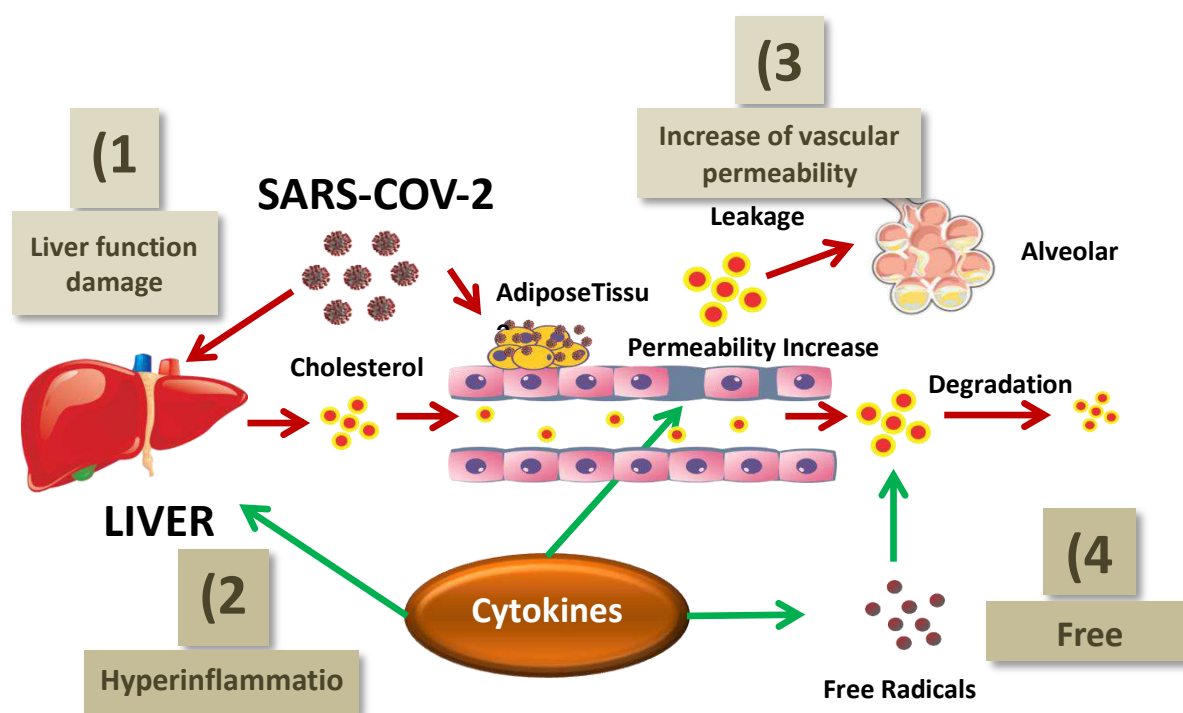 (3
Increase of vascular
permeability
(1
Liver function
damage
SARS-COV-2
Leakage
Alveolar
AdiposeTissu
Permeability Increase
Cholesterol
Degradation
LIVER
(2
Hyperinflammatio
Cytokines
(4
Free
Free Radicals